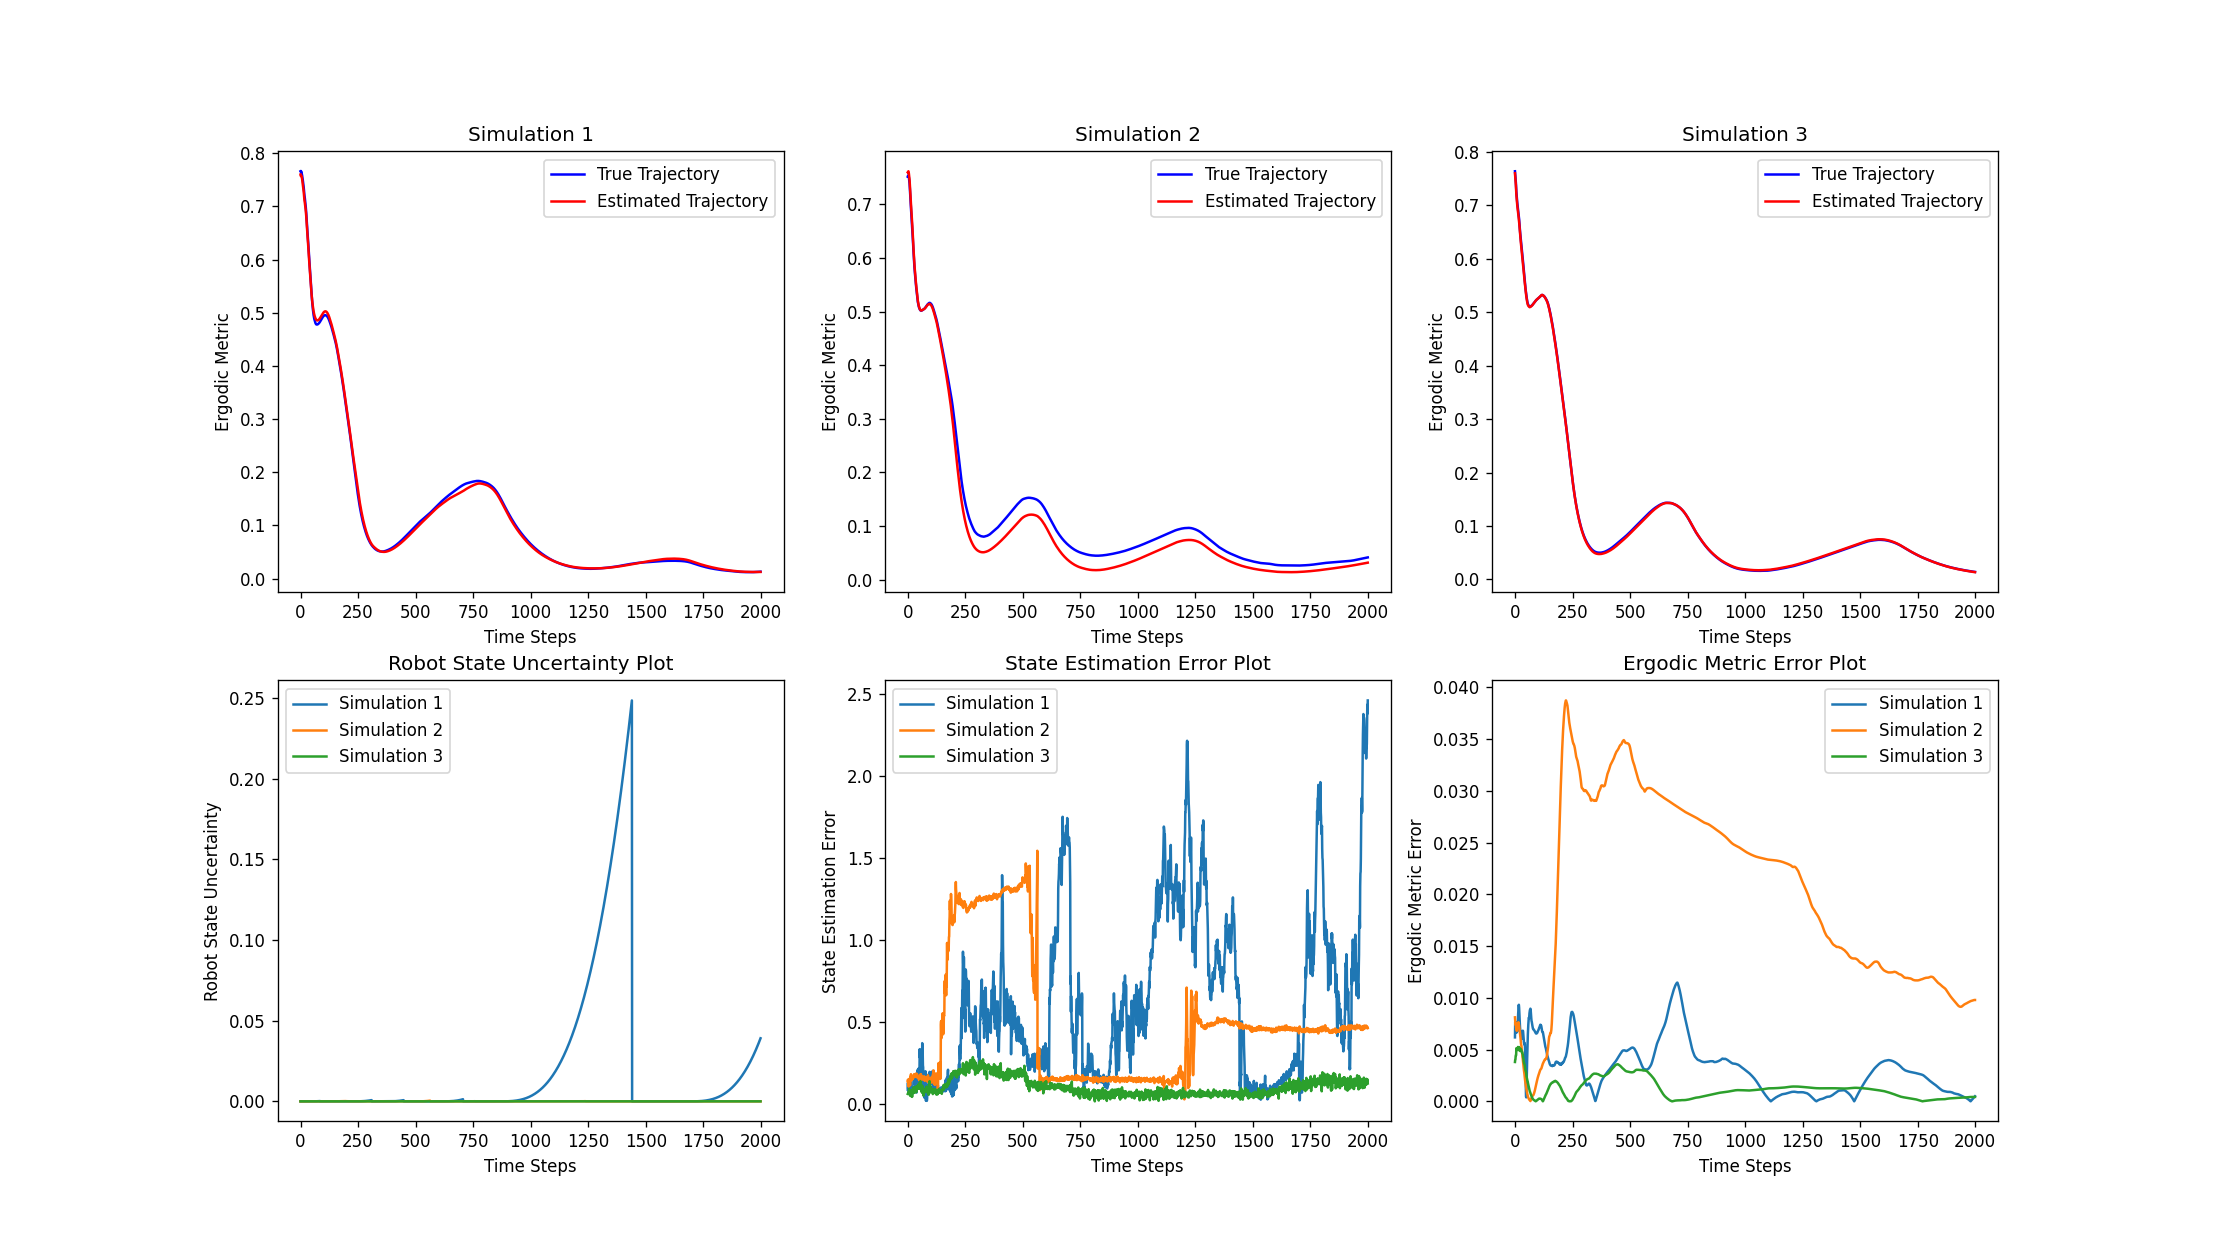 Simulation 1
0.8
0.7
0.6
0.5
0.4
0.3
0.2
0.1
0.0
Ergodic Metric
True Trajectory
Estimated Trajectory
0 250 500 750 1000 1250 1500 1750 2000
Time Steps
Simulation 2
0.7
0.6
0.5
0.4
0.3
0.2
0.1
0.0
Ergodic Metric
True Trajectory
Estimated Trajectory
0 250 500 750 1000 1250 1500 1750 2000
Time Steps
Simulation 3
0.8
0.7
0.6
0.5
0.4
0.3
0.2
0.1
0.0
Ergodic Metric
True Trajectory
Estimated Trajectory
0 250 500 750 1000 1250 1500 1750 2000
Time Steps
Robot State Uncertainty Plot
0.25
0.20
0.15
0.10
0.05
0.00
Robot State Uncertainty
Simulation 1
Simulation 2
Simulation 3
0 250 500 750 1000 1250 1500 1750 2000
Time Steps
State Estimation Error Plot
2.5
2.0
1.5
1.0
0.5
0.0
State Estimation Error
Simulation 1
Simulation 2
Simulation 3
0 250 500 750 1000 1250 1500 1750 2000
Time Steps
Ergodic Metric Error Plot
0.040
0.035
0.030
0.025
0.020
0.015
0.010
0.005
0.000
Ergodic Metric Error
Simulation 1
Simulation 2
Simulation 3
0 250 500 750 1000 1250 1500 1750 2000
Time Steps